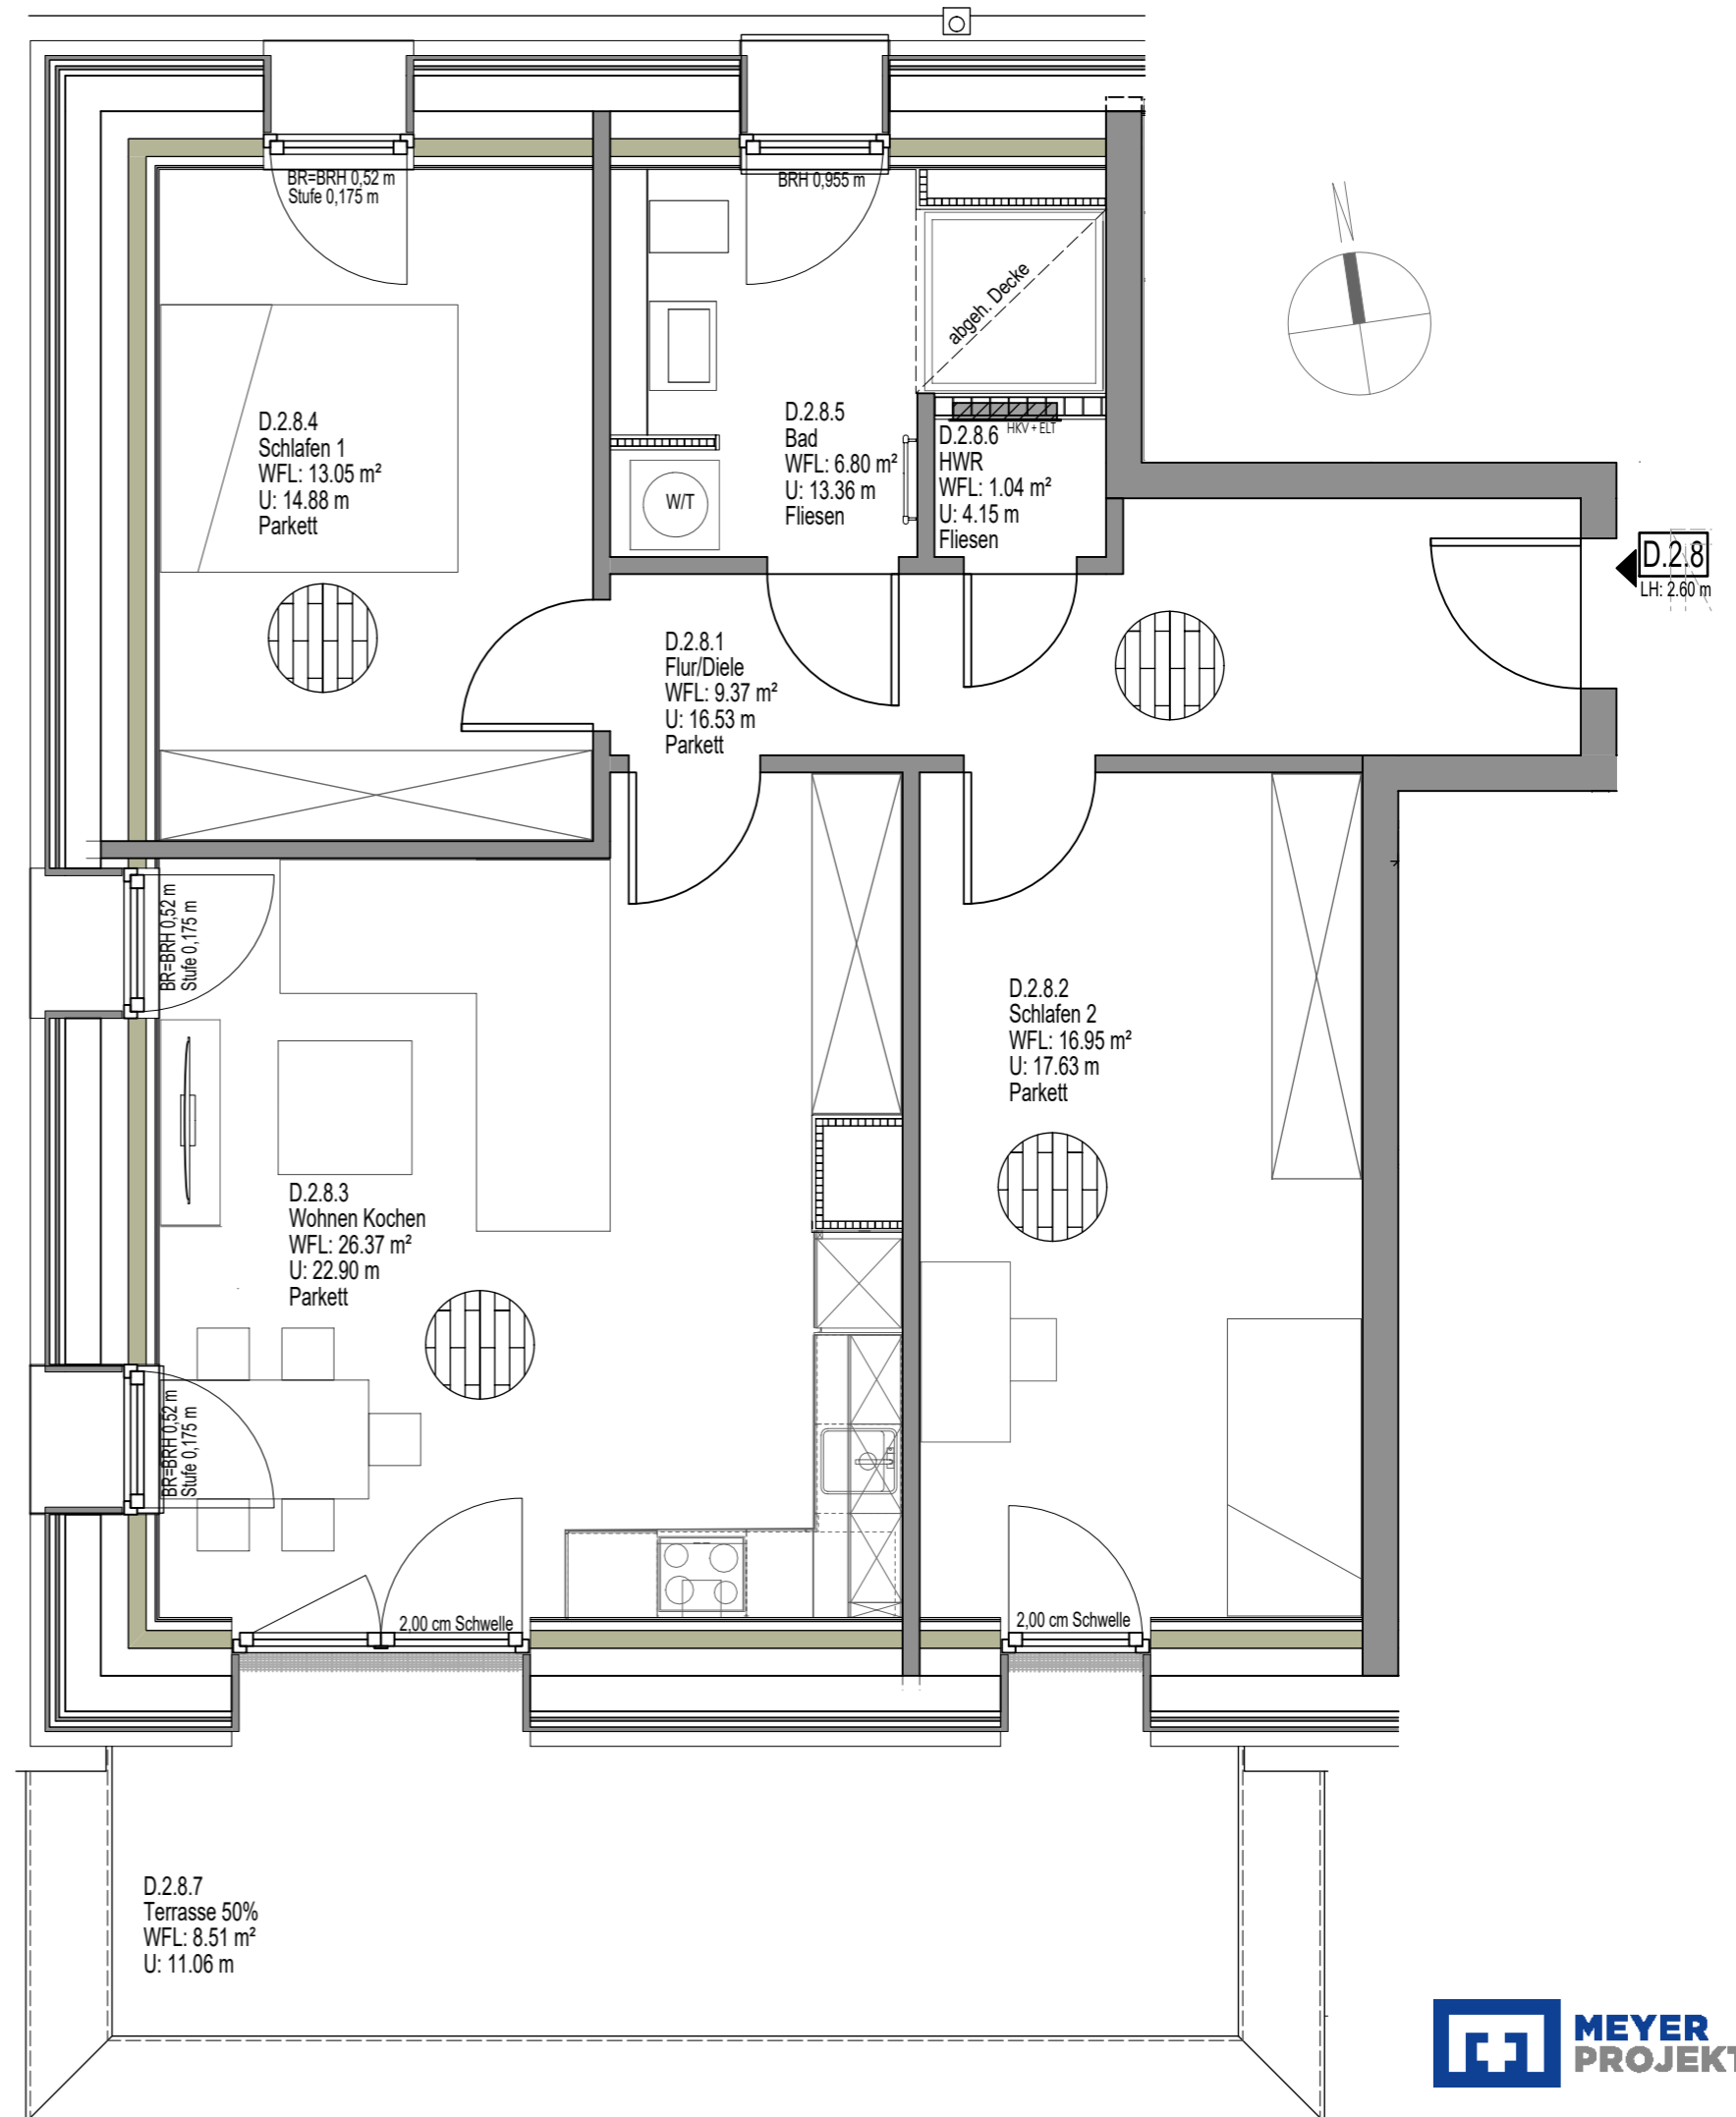 BR=BRH 0,52 m
Stufe 0,175 m
BRH 0,955 m
abgeh. Decke
D.2.8.4
Schlafen 1
WFL: 13.05 m²
U: 14.88 m
Parkett
D.2.8.5
Bad
WFL: 6.80 m²
U: 13.36 m
Fliesen
HKV + ELT
D.2.8.6
HWR
WFL: 1.04 m²
U: 4.15 m
Fliesen
W/T
D.2.8
LH: 2.60 m
D.2.8.1
Flur/Diele
WFL: 9.37 m²
U: 16.53 m
Parkett
BR=BRH 0,52 m
Stufe 0,175 m
D.2.8.2
Schlafen 2
WFL: 16.95 m²
U: 17.63 m
Parkett
D.2.8.3
Wohnen Kochen
WFL: 26.37 m²
U: 22.90 m
Parkett
BR=BRH 0,52 m
Stufe 0,175 m
2,00 cm Schwelle
2,00 cm Schwelle
D.2.8.7
Terrasse 50%
WFL: 8.51 m²
U: 11.06 m
MEYER
PROJEKT